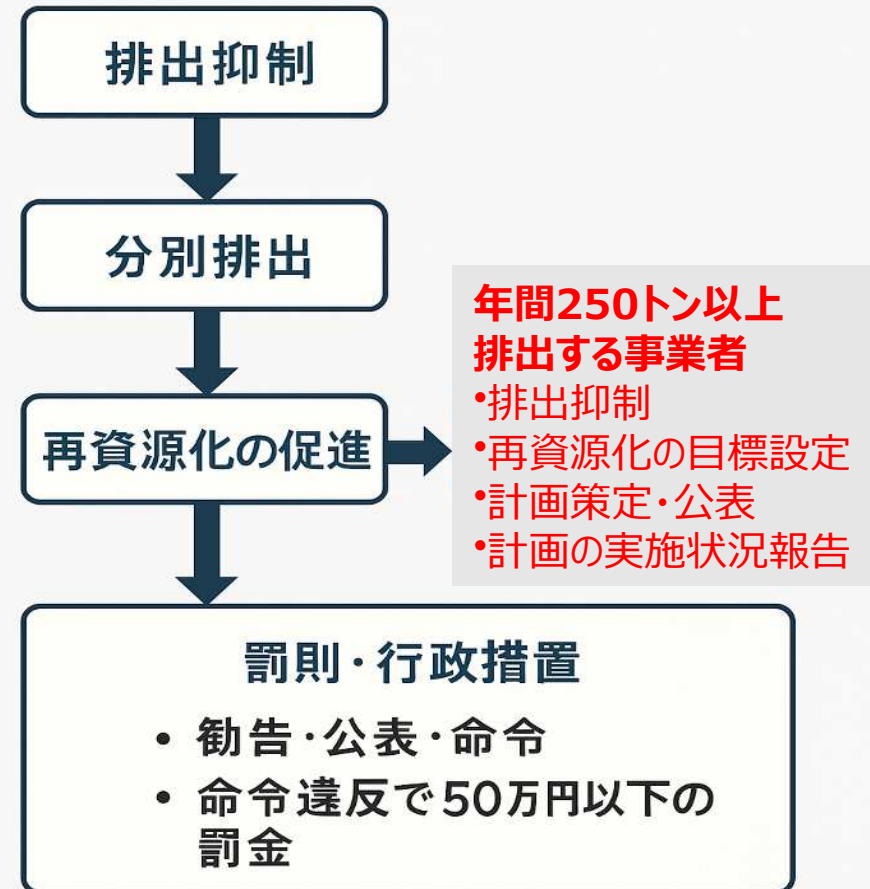 排出抑制
分別排出
再資源化の促進
年間250トン以上
排出する事業者
•排出抑制
•再資源化の目標設定
•計画策定・公表
•計画の実施状況報告
罰則・行政措置
• 勧告・公表・命令
• 命令違反で50万円以下の
罰金